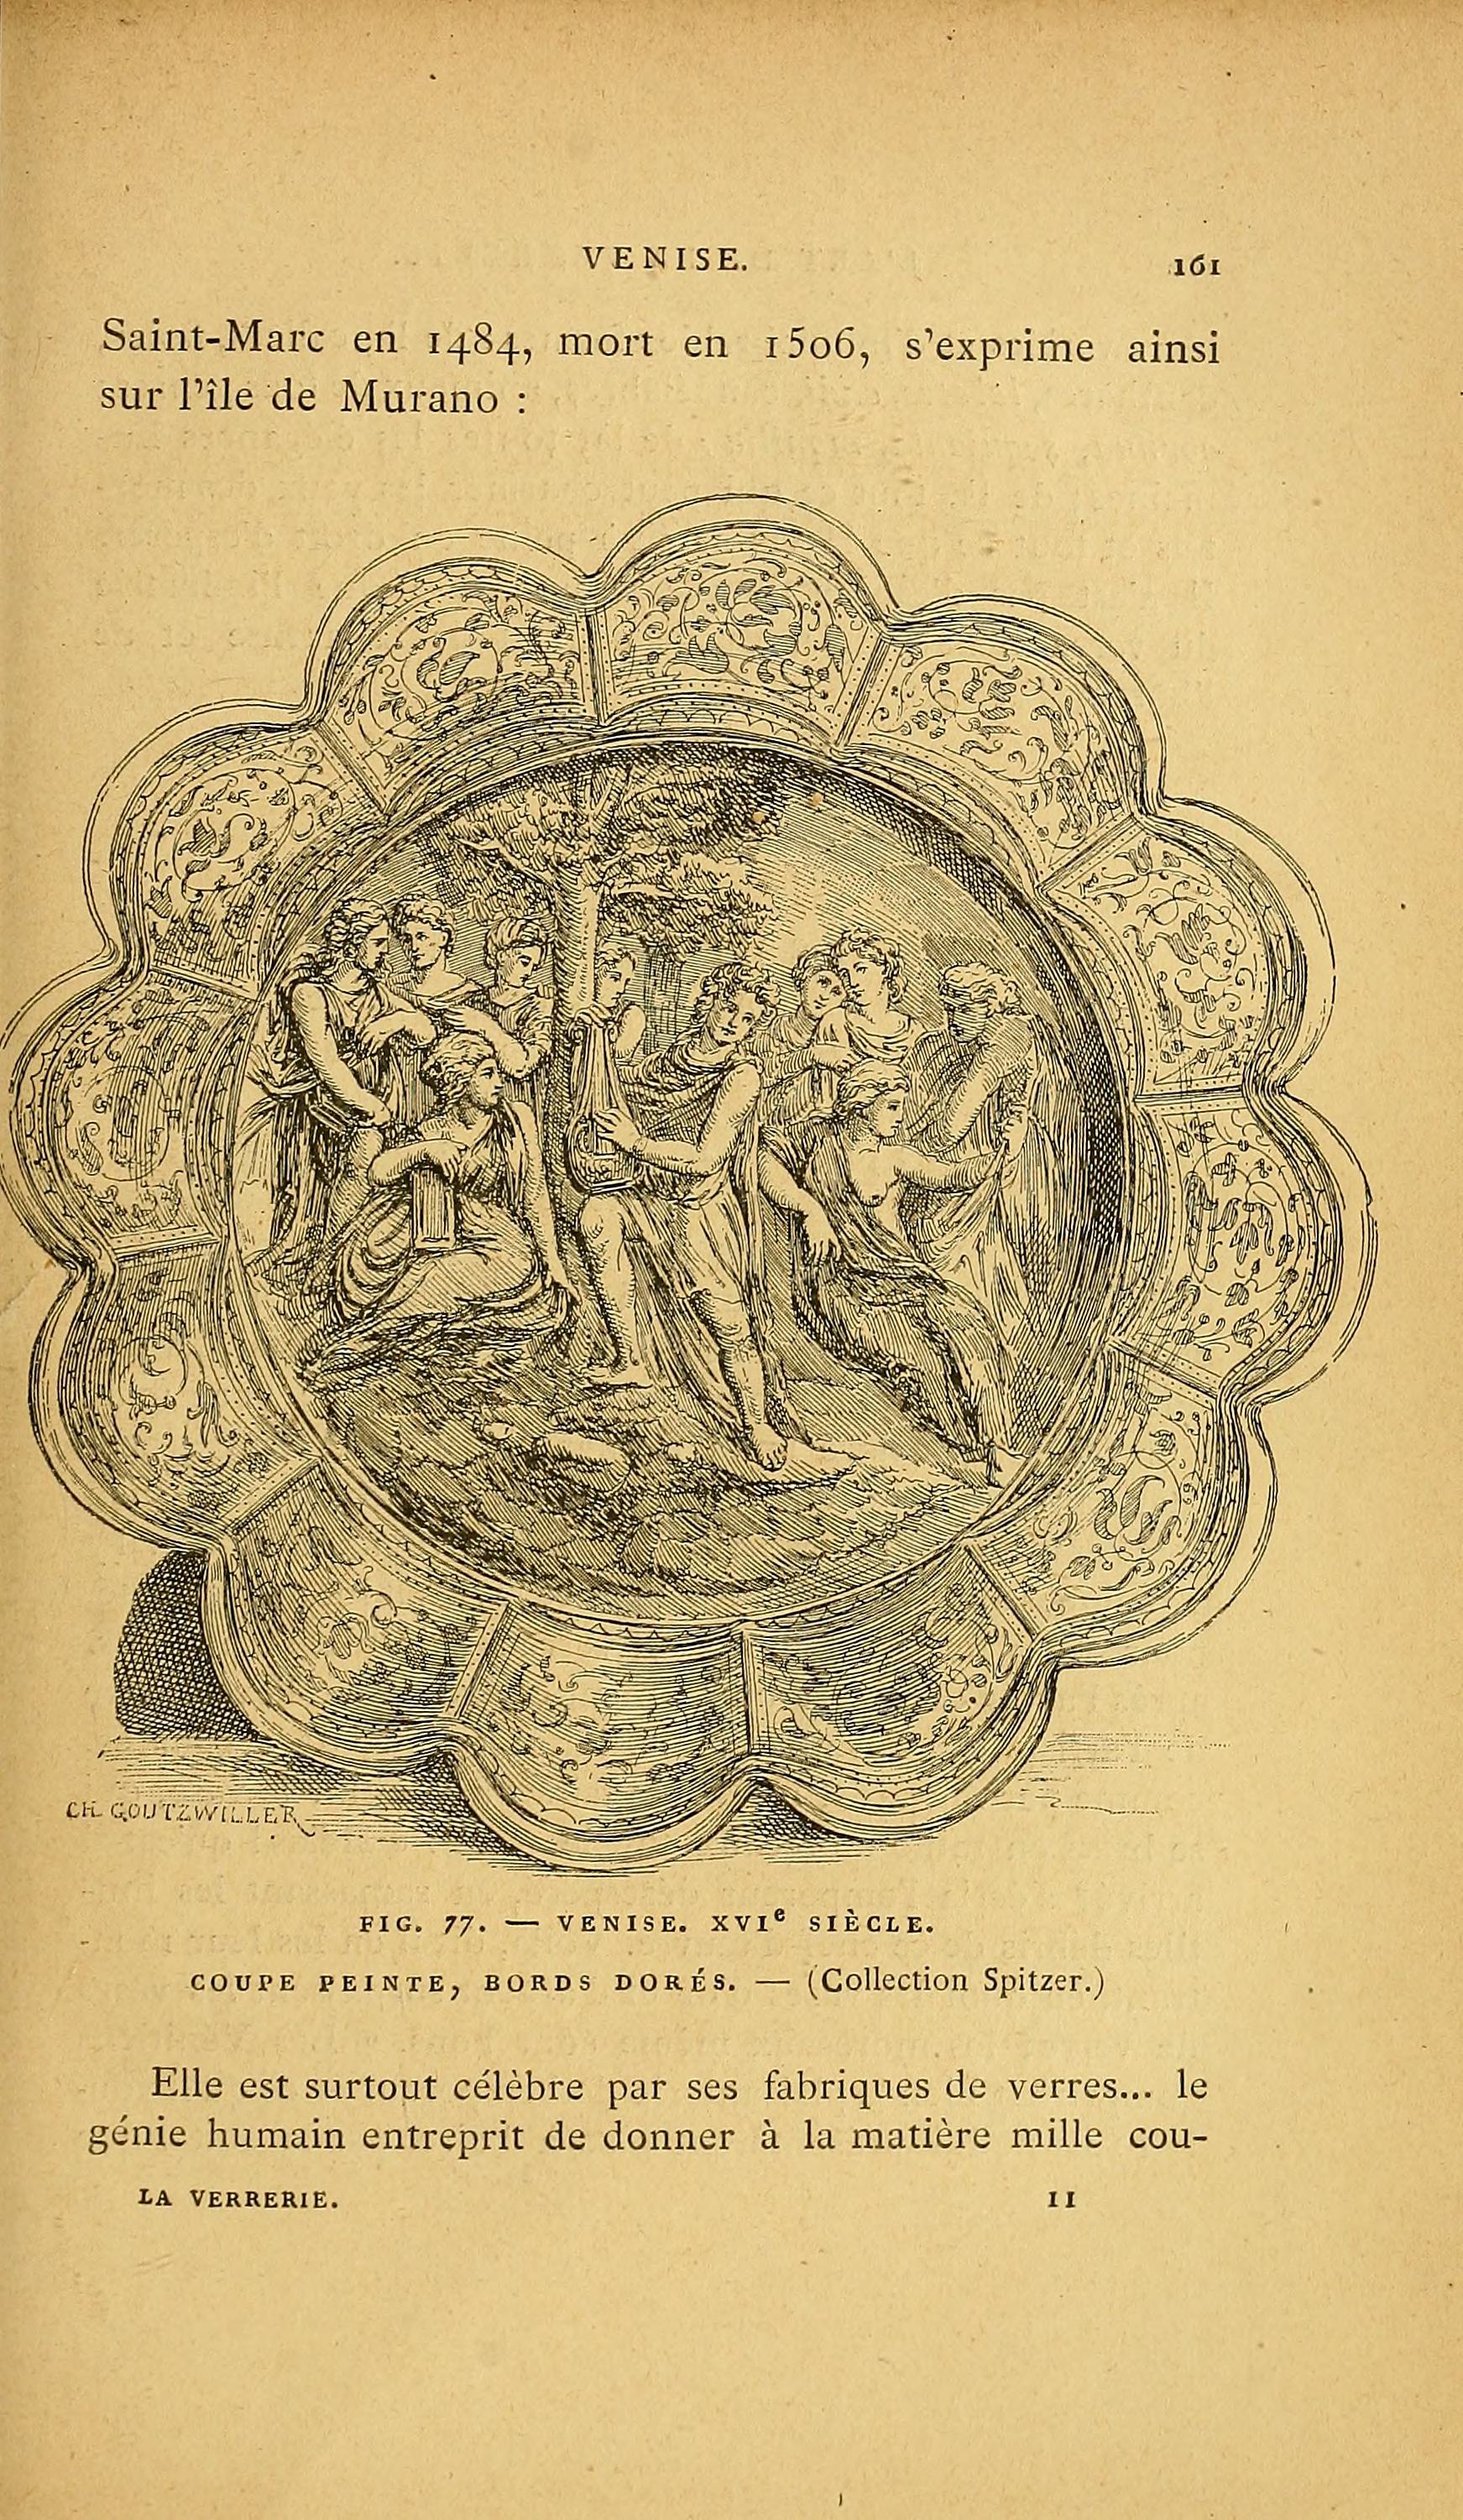 VENISE. 161
Saint-Marc en 1484, mort en 1506, s'exprime ainsi
sur l'île de Murano :
CH. GOUTZWILLER
FIG. 77. — VENISE. XVIe SIÈCLE.
COUPE PEINTE, BORDS DORÉS. — (Collection Spitzer.)
Elle est surtout célèbre par ses fabriques de verres... le
génie humain entreprit de donner à la matière mille cou-
LA VERRERIE. 11